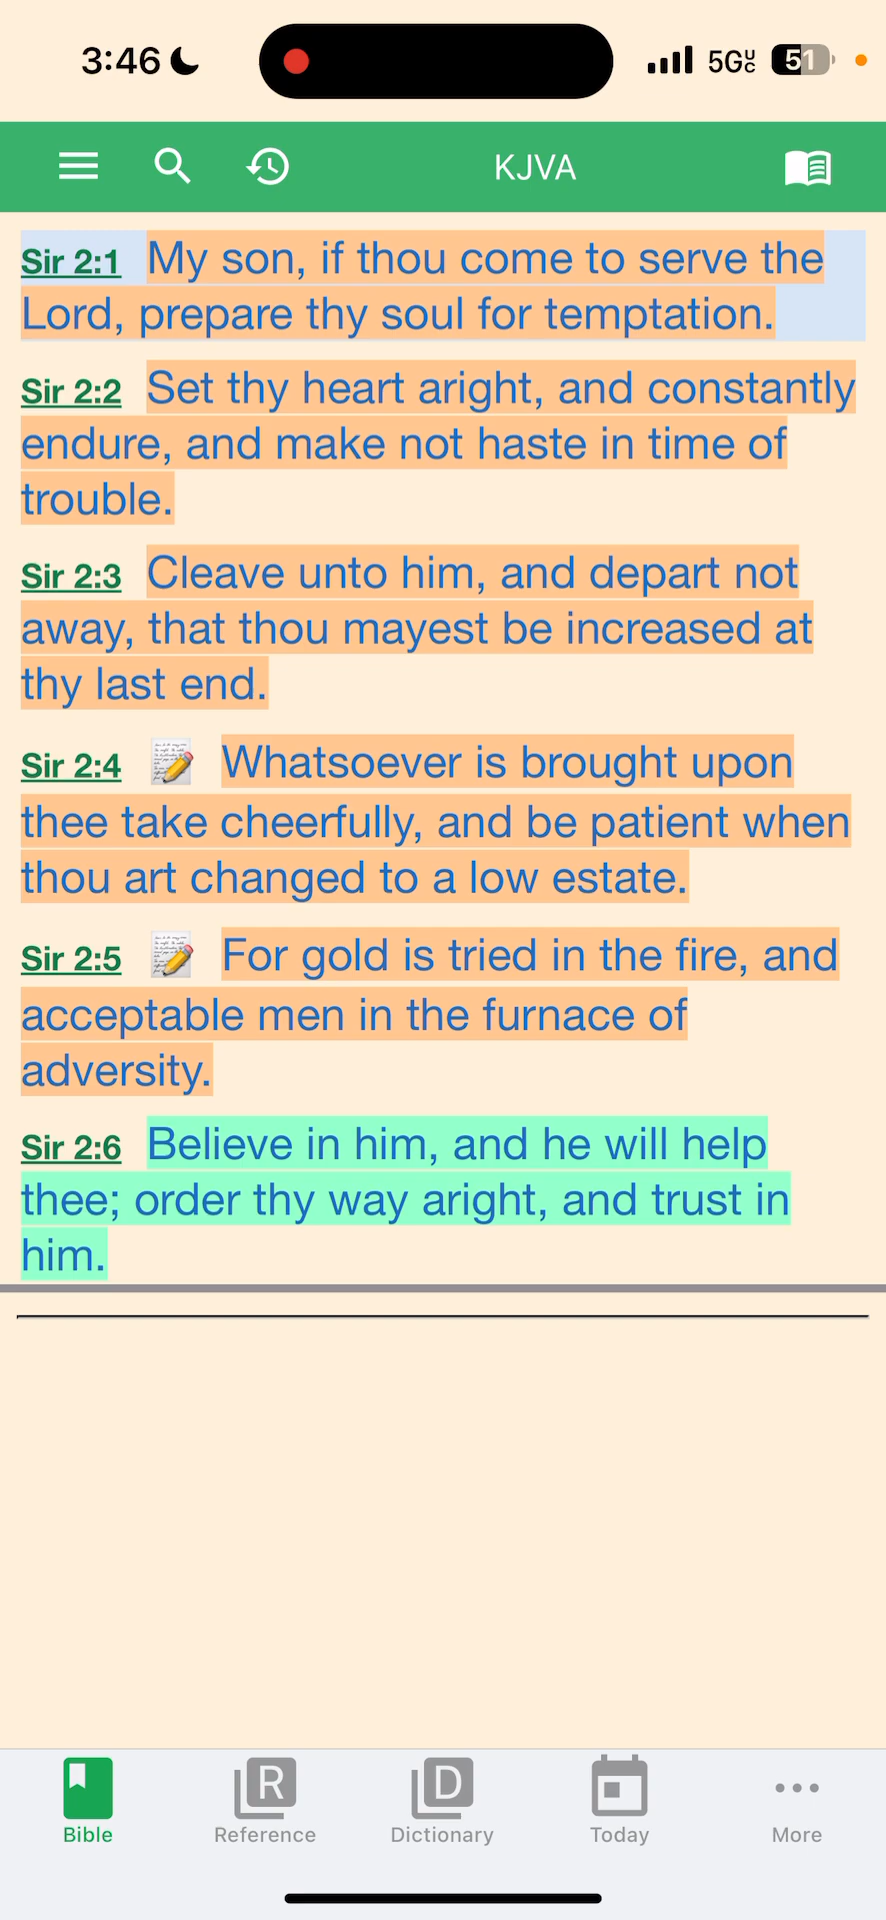 3:46 5GUC 51
KJVA
Sir 2:1 My son, if thou come to serve the
Lord, prepare thy soul for temptation.
Sir 2:2 Set thy heart aright, and constantly
endure, and make not haste in time of
trouble.
Sir 2:3 Cleave unto him, and depart not
away, that thou mayest be increased at
thy last end.
Sir 2:4 Whatsoever is brought upon
thee take cheerfully, and be patient when
thou art changed to a low estate.
Sir 2:5 For gold is tried in the fire, and
acceptable men in the furnace of
adversity.
Sir 2:6 Believe in him, and he will help
thee; order thy way aright, and trust in
him.
R D
Bible Reference Dictionary Today More